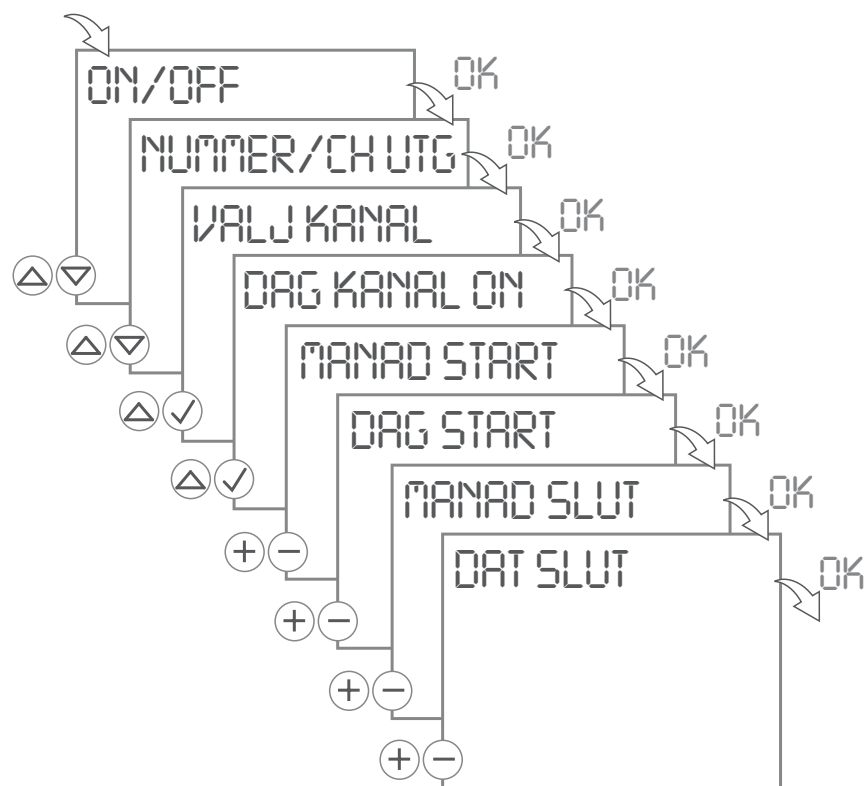 ON/OFF
OK
NUMMER/CH UTG
OK
VALJ KANAL
OK
DAG KANAL ON
OK
MANAD START
OK
DAG START
OK
MANAD SLUT
OK
DAT SLUT
OK